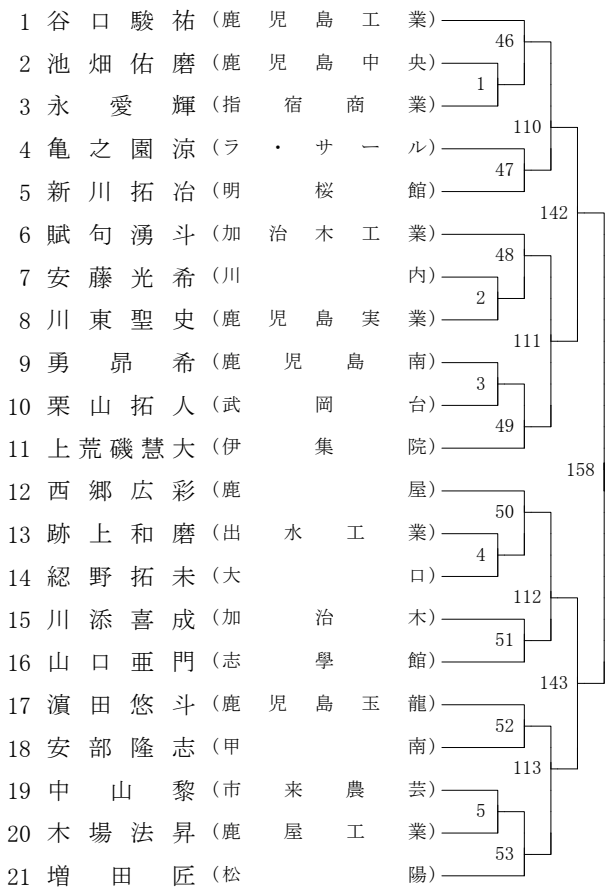 1 谷口駿祐 (鹿児島工業)
2 池畑佑磨 (鹿児島中央)
3 永愛輝 (指宿商業)
4 亀之園涼 (ラ・サール)
5 新川拓冶 (明桜館)
6 賦句湧斗 (加治木工業)
7 安藤光希 (川内)
8 川東聖史 (鹿児島実業)
9 勇昴希 (鹿児島南)
10 栗山拓人 (武岡台)
11 上荒磯慧大 (伊集院)
12 西郷広彩 (鹿屋)
13 跡上和磨 (出水工業)
14 綛野拓未 (大口)
15 川添喜成 (加治木)
16 山口亜門 (志學館)
17 濵田悠斗 (鹿児島玉龍)
18 安部隆志 (甲南)
19 中山黎 (市来農芸)
20 木場法昇 (鹿屋工業)
21 増田匠 (松陽)
46
1
110
47
142
48
2
111
3
49
158
50
4
112
51
143
52
113
5
53